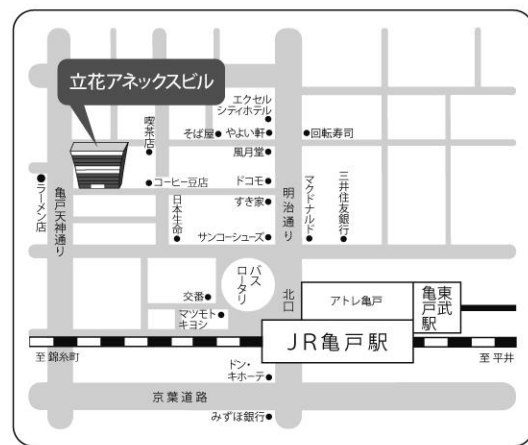 立花アネックスビル
エクセル
シティホテル
喫茶店
そば屋
やよい軒
回転寿司
風月堂
ラーメン店
亀戸天神通り
コーヒー豆店
ドコモ
日本生命
すき家
明治通り
マクドナルド
三井住友銀行
サンコーシューズ
バス
ロータリー
交番
マツモト
キヨシ
北口
アトレ亀戸
東武
亀戸駅
JR亀戸駅
至 錦糸町
至 平井
ドン・
キホーテ
京葉道路
みずほ銀行